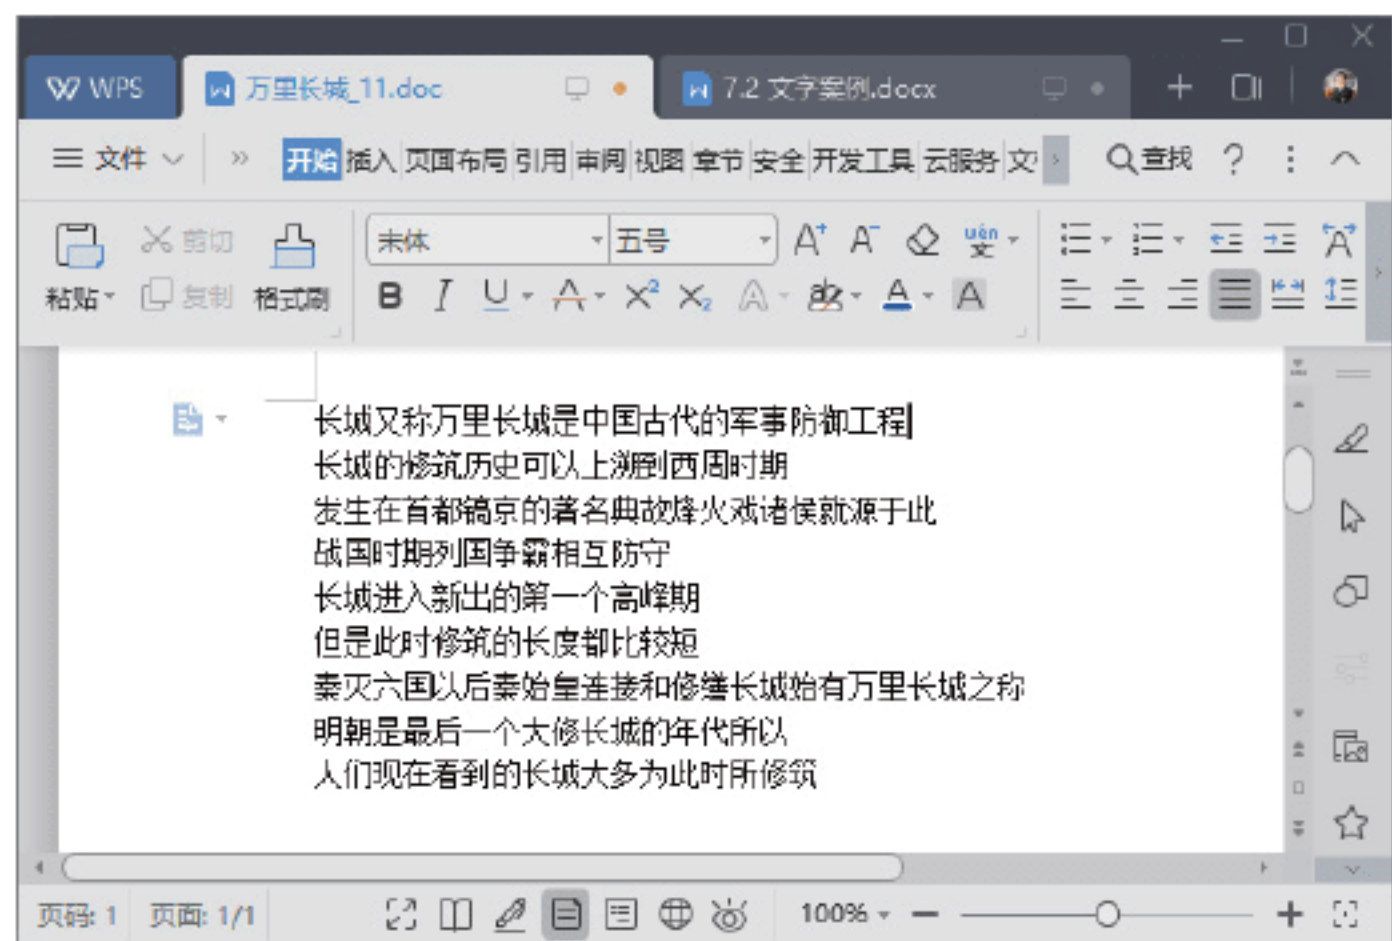 WPS 万里长城_11.doc 7.2 文字案例.docx
文件 开始 插入 页面布局 引用 审阅 视图 章节 安全 开发工具 云服务 文 查找
剪切 宋体 五号
粘贴 复制 格式刷
长城又称万里长城是中国古代的军事防御工程
长城的修筑历史可以上溯到西周时期
发生在首都镐京的著名典故烽火戏诸侯就源于此
战国时期列国争霸相互防守
长城进入新出的第一个高峰期
但是此时修筑的长度都比较短
秦灭六国以后秦始皇连接和修缮长城始有万里长城之称
明朝是最后一个大修长城的年代所以
人们现在看到的长城大多为此时所修筑
页码: 1 页面: 1/1 100%